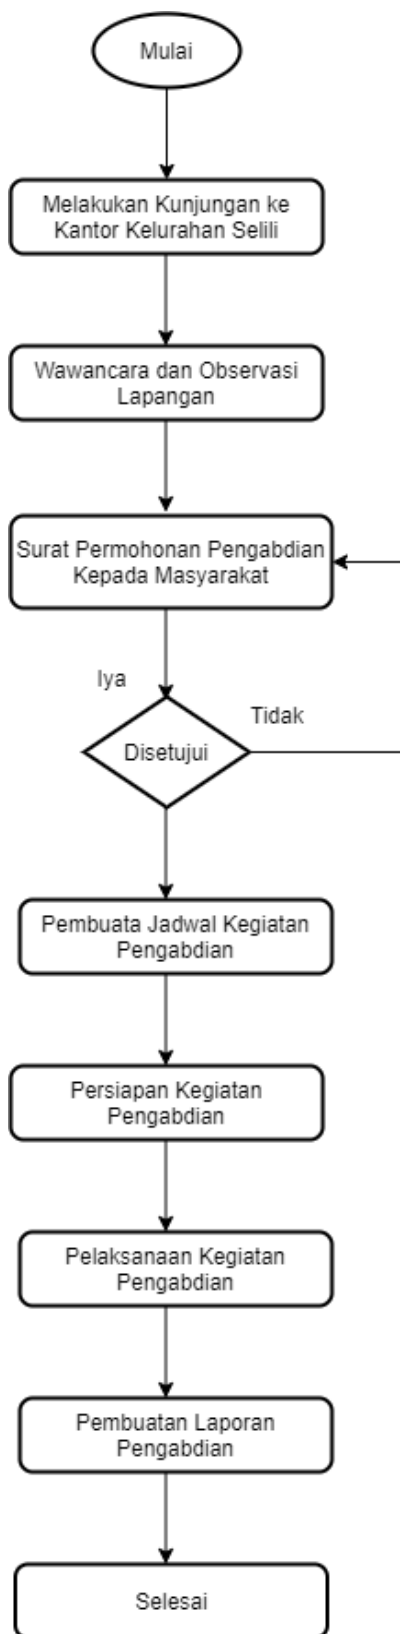 Mulai
Melakukan Kunjungan ke
Kantor Kelurahan Selili
Wawancara dan Observasi
Lapangan
Surat Permohonan Pengabdian
Kepada Masyarakat
Iya
Tidak
Disetujui
Pembuata Jadwal Kegiatan
Pengabdian
Persiapan Kegiatan
Pengabdian
Pelaksanaan Kegiatan
Pengabdian
Pembuatan Laporan
Pengabdian
Selesai